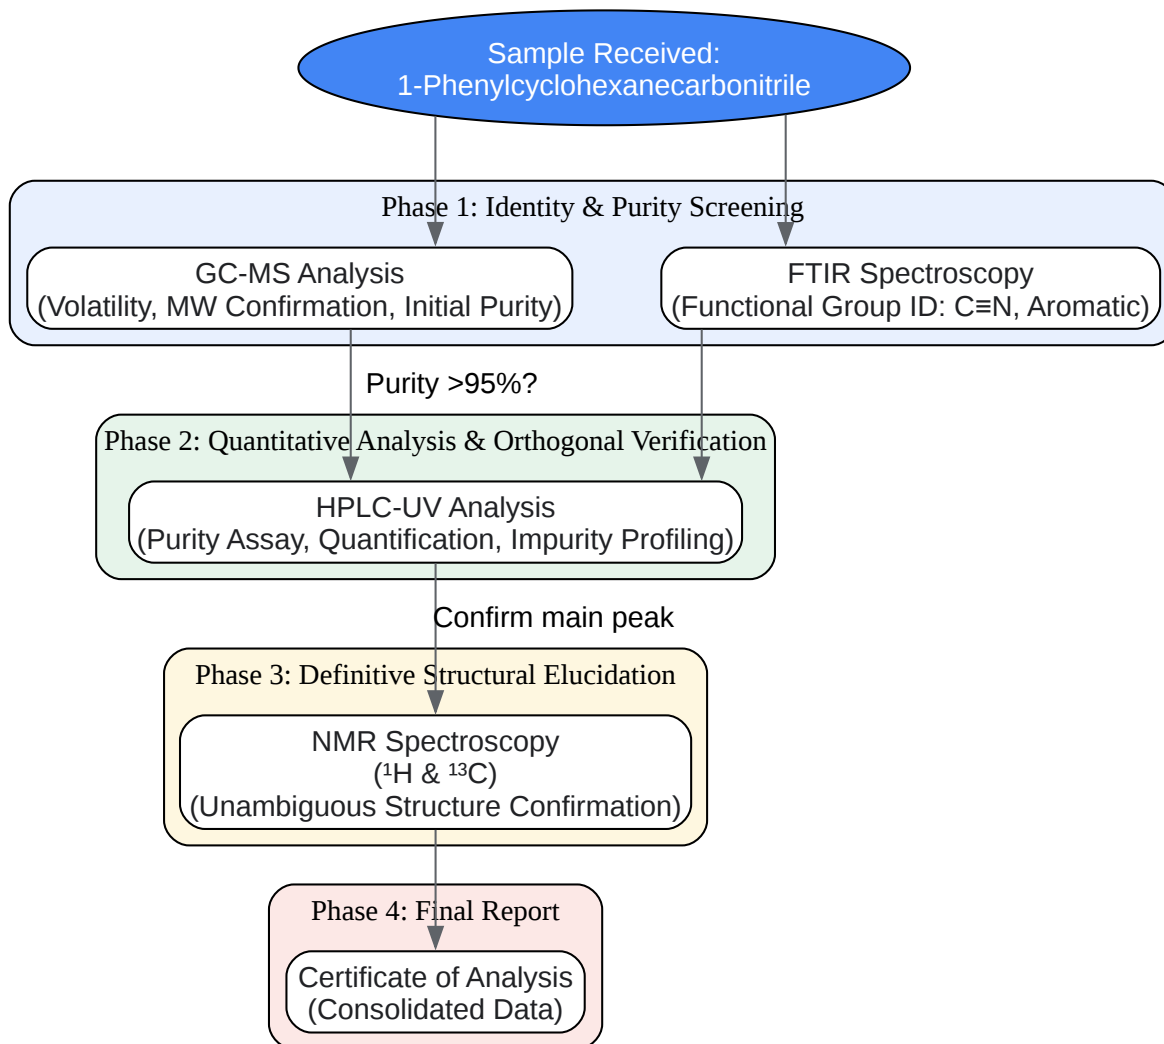 Sample Received:
1-Phenylcyclohexanecarbonitrile
Phase 1: Identity & Purity Screening
GC-MS Analysis
(Volatility, MW Confirmation, Initial Purity)
FTIR Spectroscopy
(Functional Group ID: C≡N, Aromatic)
Purity >95%?
Phase 2: Quantitative Analysis & Orthogonal Verification
HPLC-UV Analysis
(Purity Assay, Quantification, Impurity Profiling)
Confirm main peak
Phase 3: Definitive Structural Elucidation
NMR Spectroscopy
(¹H & ¹³C)
(Unambiguous Structure Confirmation)
Phase 4: Final Report
Certificate of Analysis
(Consolidated Data)